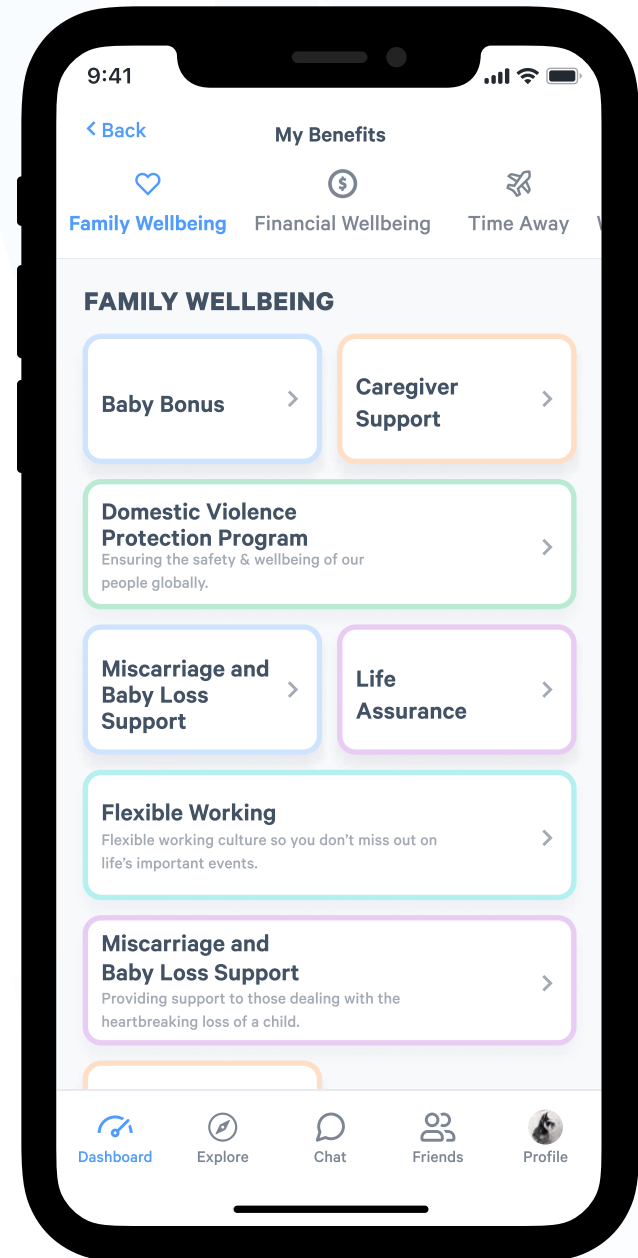 9:41
Back
My Benefits
$
Family Wellbeing
Financial Wellbeing
Time Away
FAMILY WELLBEING
Baby Bonus
Caregiver
Support
Domestic Violence
Protection Program
Ensuring the safety & wellbeing of our
people globally.
Miscarriage and
Baby Loss
Support
Life
Assurance
Flexible Working
Flexible working culture so you don’t miss out on
life’s important events.
Miscarriage and
Baby Loss Support
Providing support to those dealing with the
heartbreaking loss of a child.
Dashboard
Explore
Chat
Friends
Profile